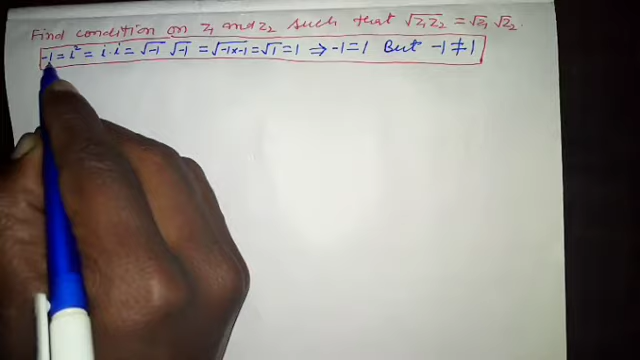 Find condition on z₁ and z₂ such that √z₁z₂ = √z₁ √z₂.
-1 = i² = i·i = √-1 √-1 = √-1×-1 = √1 = 1 ⇒ -1 = 1 But -1 ≠ 1